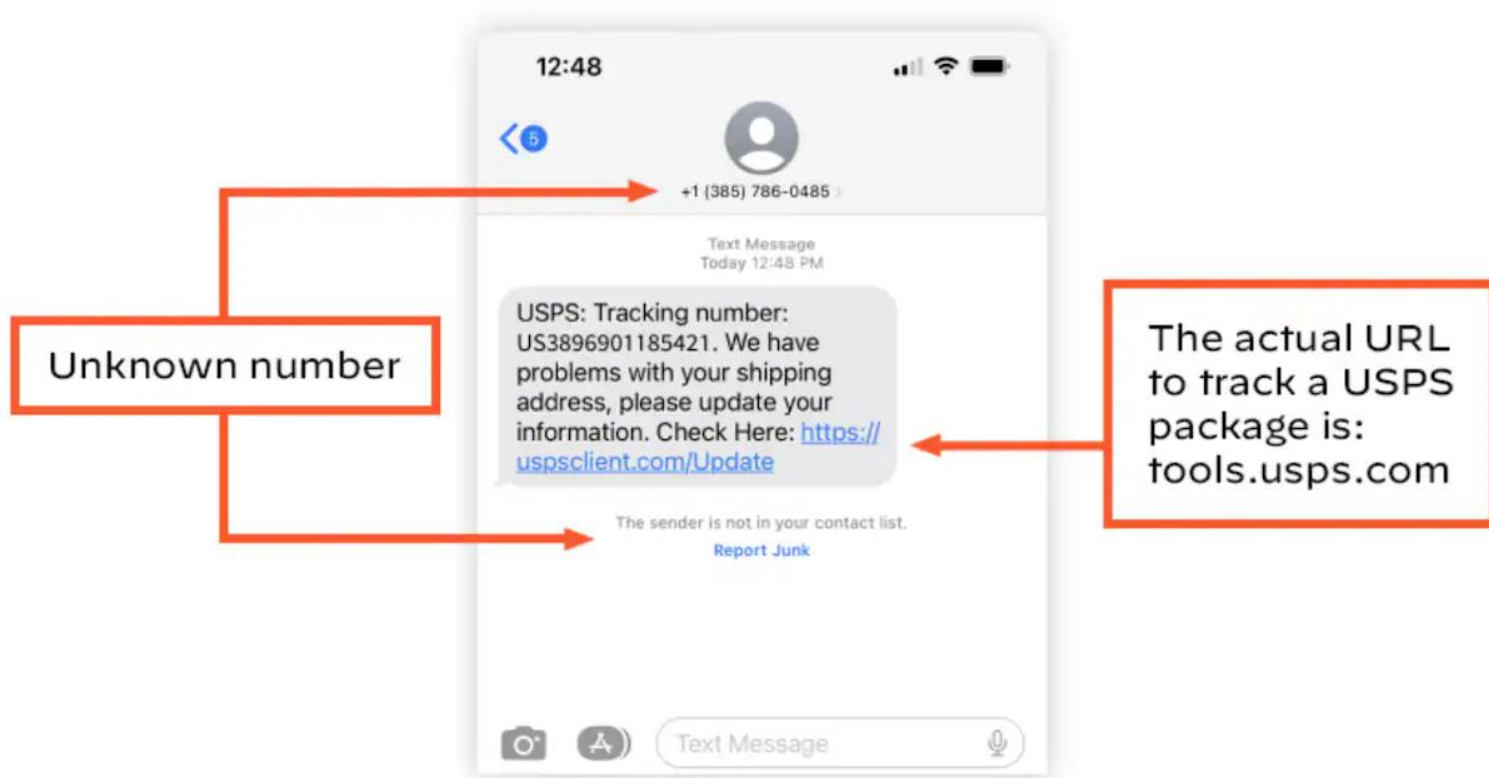 12:48
5
+1 (385) 786-0485
Text Message
Today 12:48 PM
USPS: Tracking number:
US3896901185421. We have
problems with your shipping
address, please update your
information. Check Here: https://
uspsclient.com/Update
The sender is not in your contact list.
Report Junk
Text Message
Unknown number
The actual URL
to track a USPS
package is:
tools.usps.com